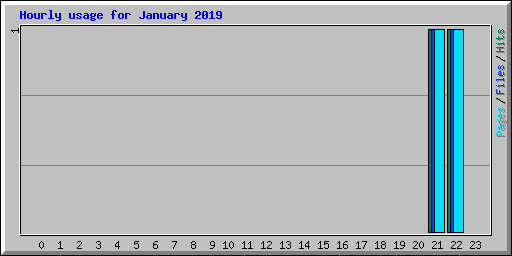 Hourly usage for January 2019
1
Pages/Files/Hits
0 1 2 3 4 5 6 7 8 9 10 11 12 13 14 15 16 17 18 19 20 21 22 23